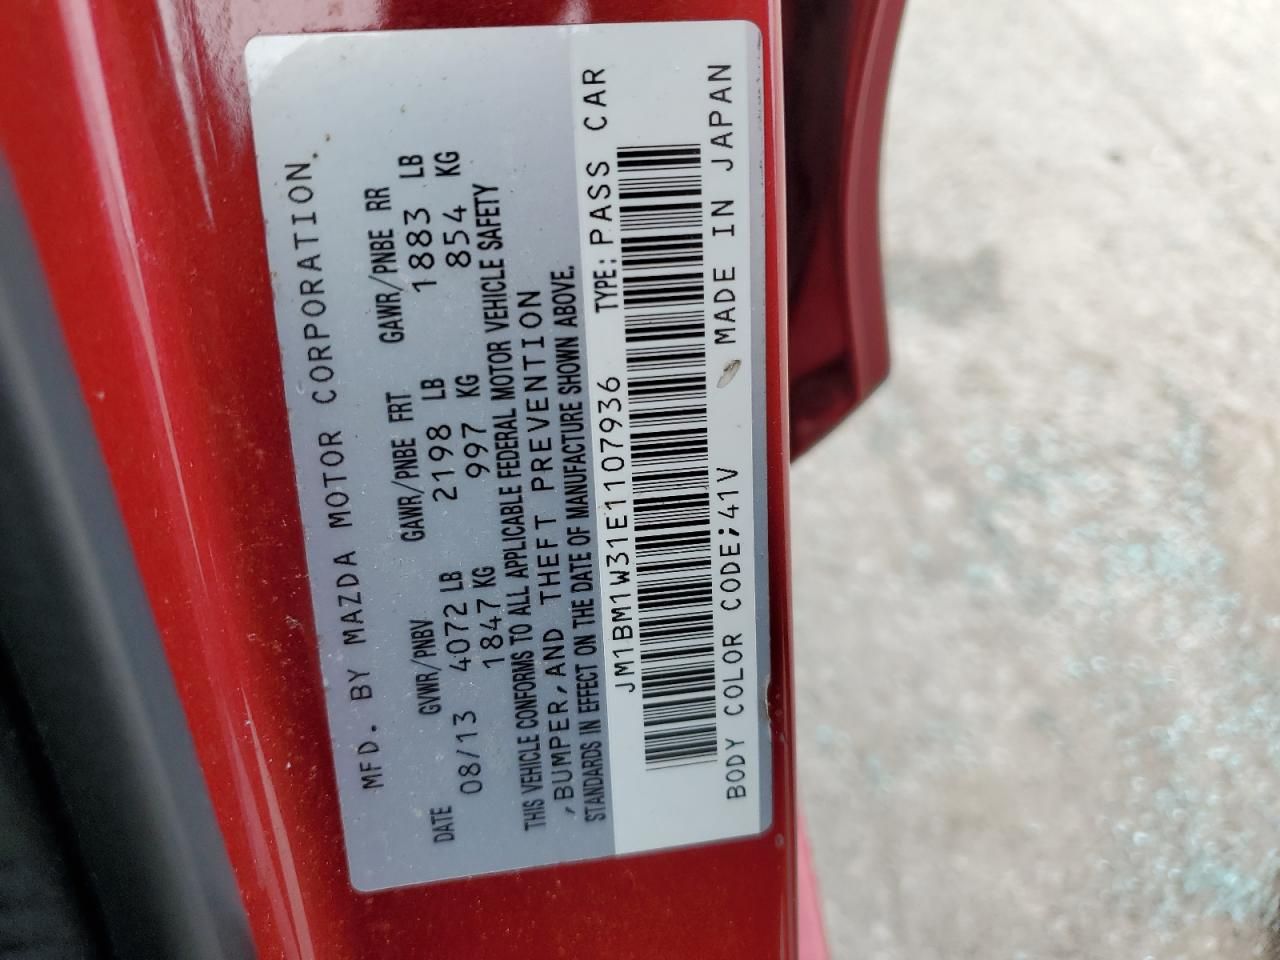 MFD. BY MAZDA MOTOR CORPORATION.
DATE GVWR/PNBV GAWR/PNBE FRT GAWR/PNBE RR
08/13 4072 LB 2198 LB 1883 LB
1847 KG 997 KG 854 KG
THIS VEHICLE CONFORMS TO ALL APPLICABLE FEDERAL MOTOR VEHICLE SAFETY
,BUMPER, AND THEFT PREVENTION
STANDARDS IN EFFECT ON THE DATE OF MANUFACTURE SHOWN ABOVE.
JM1BM1W31E1107936 TYPE: PASS CAR
BODY COLOR CODE;41V MADE IN JAPAN